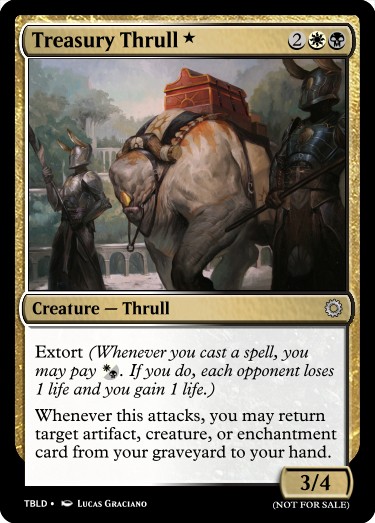 Treasury Thrull ★ 2
Creature — Thrull
Extort (Whenever you cast a spell, you
may pay . If you do, each opponent loses
1 life and you gain 1 life.)
Whenever this attacks, you may return
target artifact, creature, or enchantment
card from your graveyard to your hand.
3/4
TBLD • Lucas Graciano
(NOT FOR SALE)